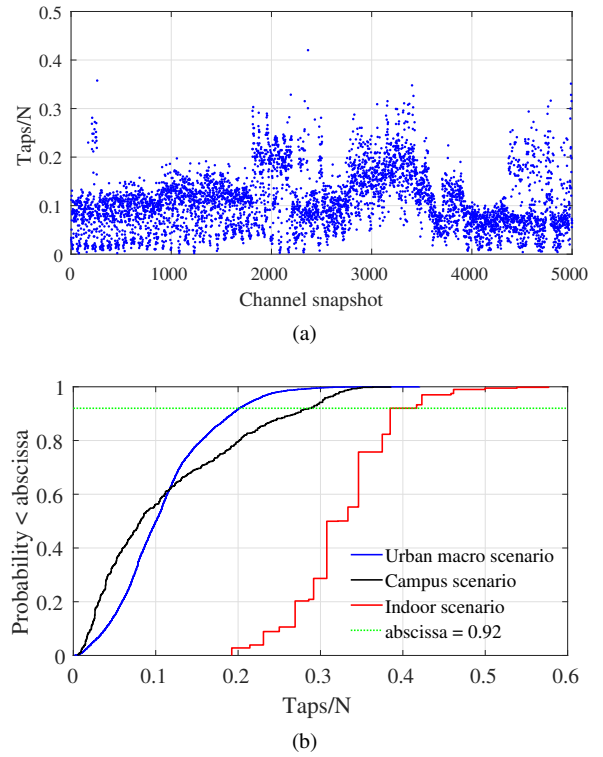 0.5
0.4
0.3
0.2
0.1
0
Taps/N
0 1000 2000 3000 4000 5000
Channel snapshot
(a)
1
0.8
0.6
0.4
0.2
0
Probability < abscissa
Urban macro scenario
Campus scenario
Indoor scenario
abscissa = 0.92
0 0.1 0.2 0.3 0.4 0.5 0.6
Taps/N
(b)